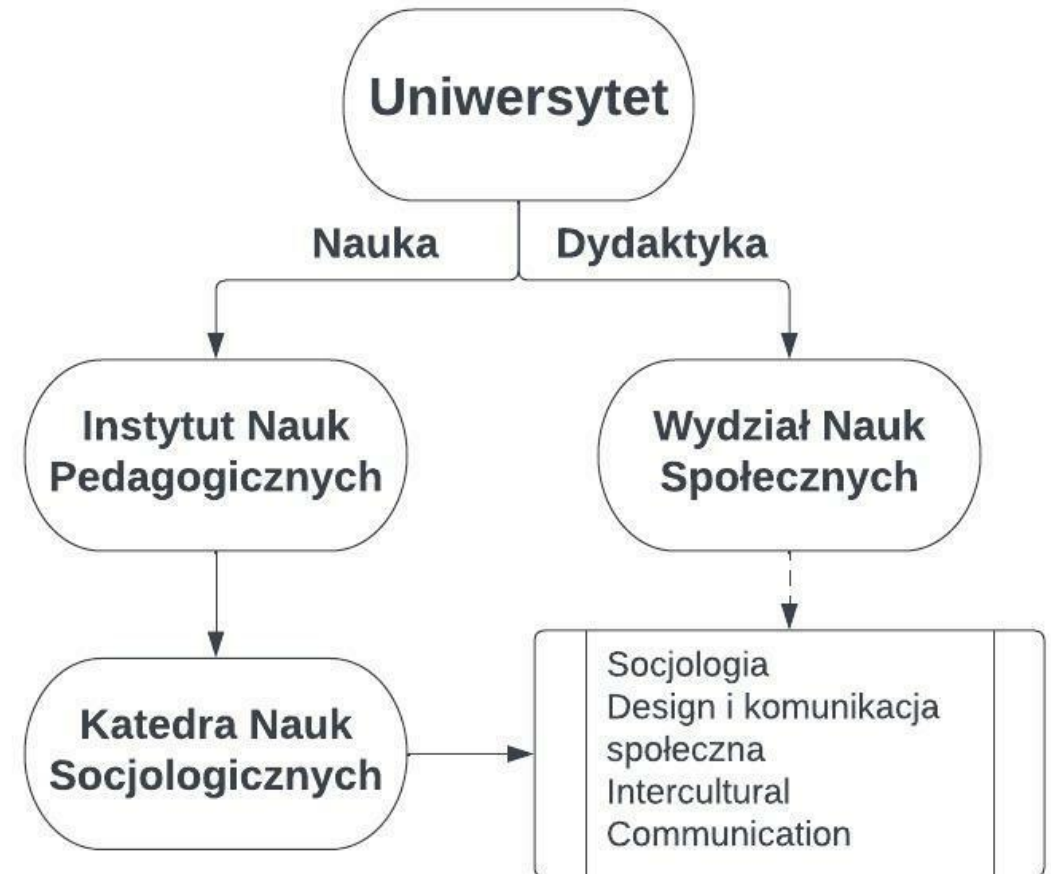 Uniwersytet
Nauka
Dydaktyka
Instytut Nauk
Pedagogicznych
Wydział Nauk
Społecznych
Katedra Nauk
Socjologicznych
Socjologia
Design i komunikacja
społeczna
Intercultural
Communication